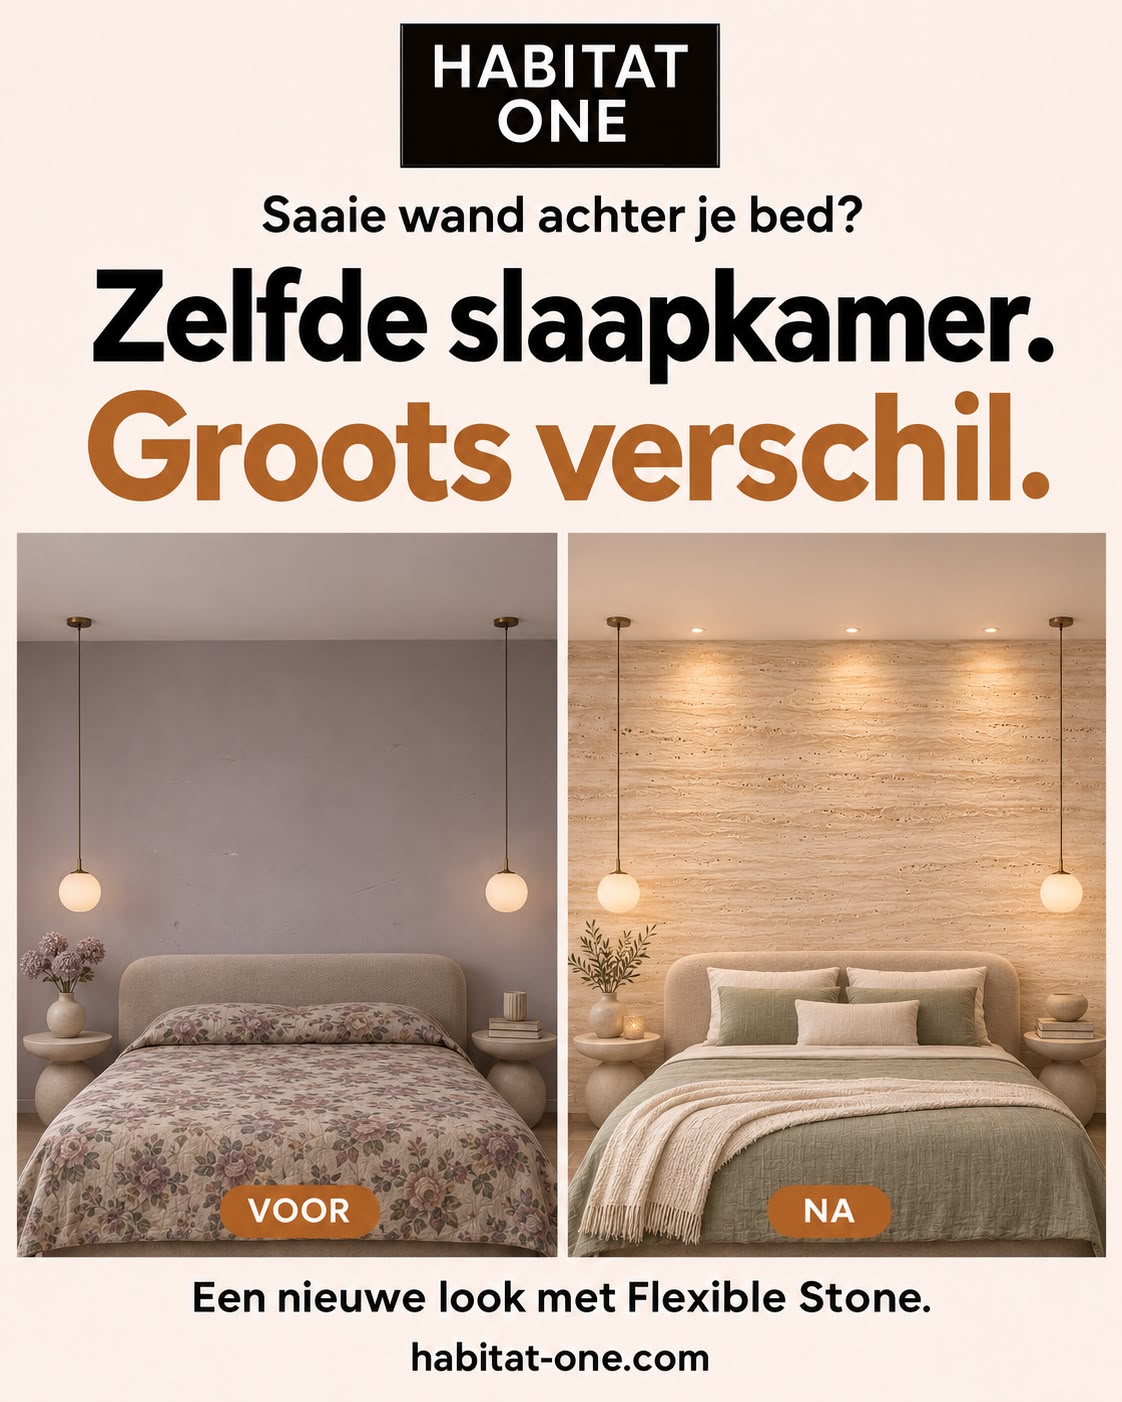 HABITAT
ONE
Saaie wand achter je bed?
Zelfde slaapkamer.
Groots verschil.
VOOR
NA
Een nieuwe look met Flexible Stone.
habitat-one.com